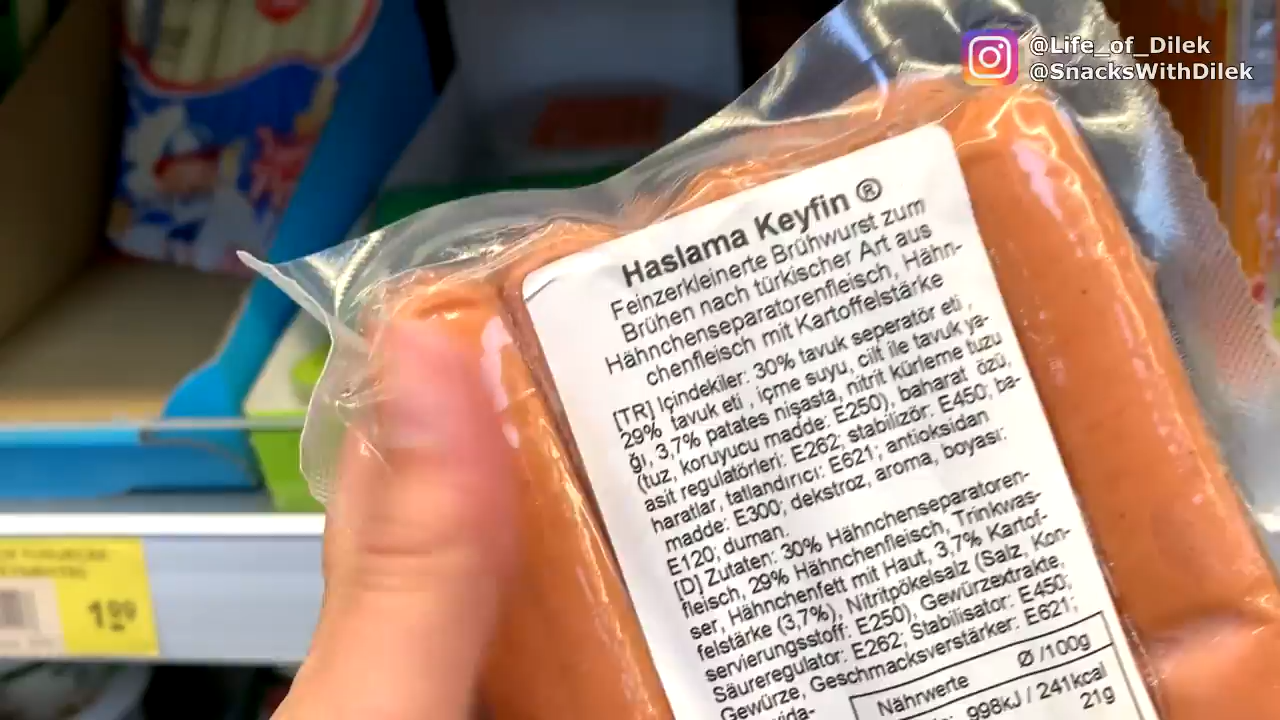 @Life_of_Dilek
@SnacksWithDilek
Haslama Keyfin ®
Feinzerkleinerte Brühwurst zum
Brühen nach türkischer Art aus
Hähnchenseparatorenfleisch, Hähn-
chenfleisch mit Kartoffelstärke
[TR] Içindekiler: 30% tavuk seperatör eti ,
29% tavuk eti , içme suyu, cilt ile tavuk ya-
ği, 3,7% patates nişasta, nitrit kürleme tuzu
(tuz, koruyucu madde: E250), baharat özü,
asit regulatörleri: E262; stabilizör: E450; ba-
haratlar, tatlandırıcı: E621; antioksidan
madde: E300; dekstroz, aroma, boyası:
E120; duman.
[D] Zutaten: 30% Hähnchenseparatoren-
fleisch, 29% Hähnchenfleisch, Trinkwas-
ser, Hähnchenfett mit Haut, 3,7% Kartof-
felstärke (3,7%), Nitritpökelsalz (Salz, Kon-
servierungsstoff: E250), Gewürzextrakte,
Säureregulator: E262; Stabilisator: E450;
Gewürze, Geschmacksverstärker: E621;
Nährwerte Ø /100g
998kJ / 241kcal
21g
1.99